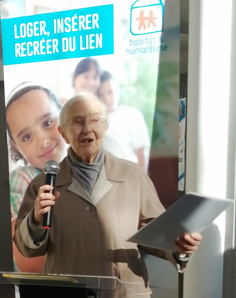 LOGER, INSÉRER
RECRÉER DU LIEN
habitat &
humanisme